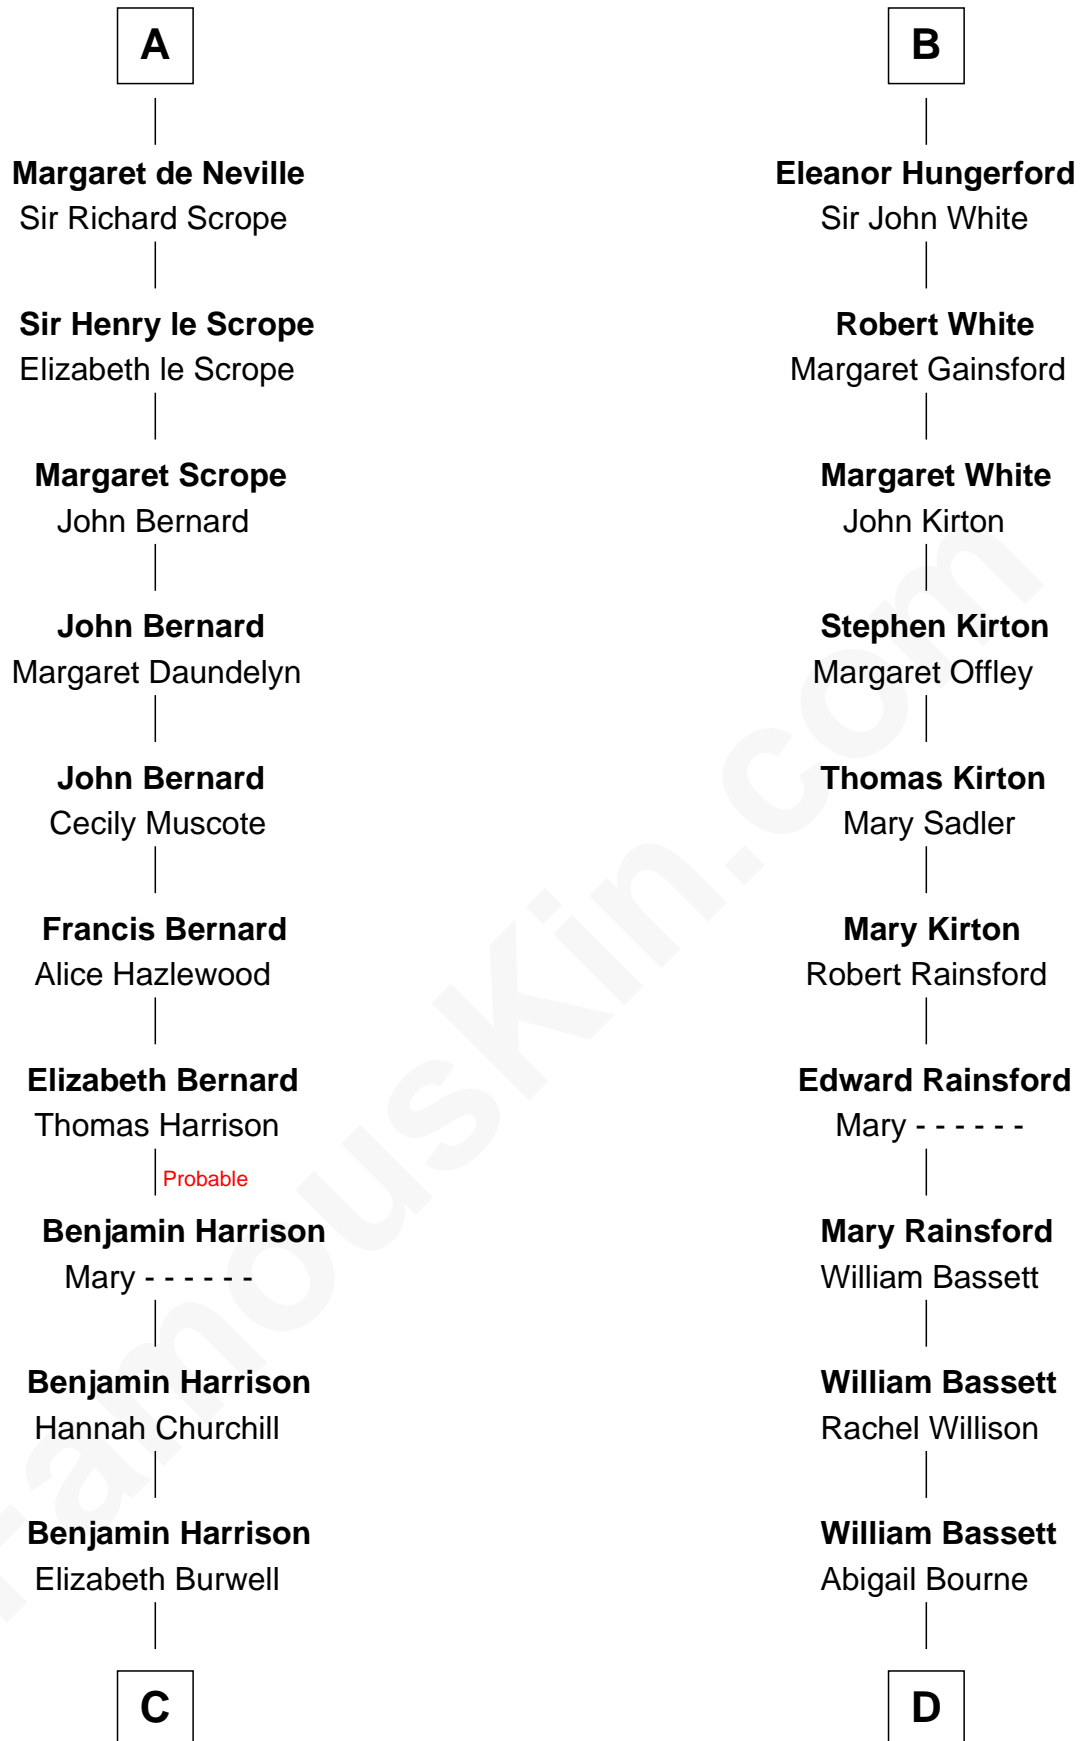 A
Margaret de Neville
Sir Richard Scrope
Sir Henry le Scrope
Elizabeth le Scrope
Margaret Scrope
John Bernard
John Bernard
Margaret Daundelyn
John Bernard
Cecily Muscote
Francis Bernard
Alice Hazlewood
Elizabeth Bernard
Thomas Harrison
Probable
Benjamin Harrison
Mary - - - - - -
Benjamin Harrison
Hannah Churchill
Benjamin Harrison
Elizabeth Burwell
C
B
Eleanor Hungerford
Sir John White
Robert White
Margaret Gainsford
Margaret White
John Kirton
Stephen Kirton
Margaret Offley
Thomas Kirton
Mary Sadler
Mary Kirton
Robert Rainsford
Edward Rainsford
Mary - - - - - -
Mary Rainsford
William Bassett
William Bassett
Rachel Willison
William Bassett
Abigail Bourne
D
FamousKin.com